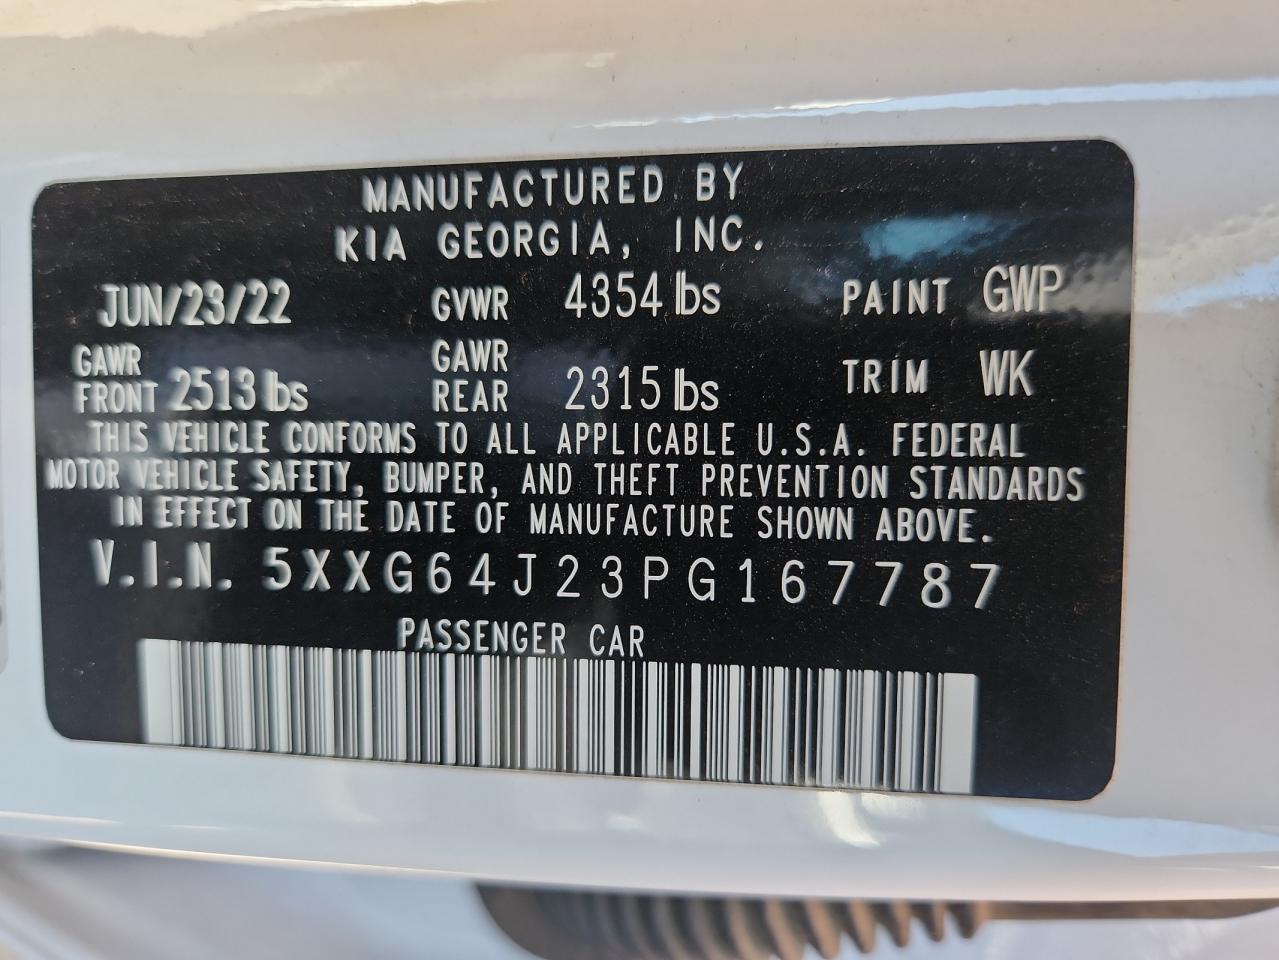 MANUFACTURED BY
KIA GEORGIA, INC.
JUN/23/22 GVWR 4354 lbs PAINT GWP
GAWR FRONT 2513 lbs GAWR REAR 2315 lbs TRIM WK
THIS VEHICLE CONFORMS TO ALL APPLICABLE U.S.A. FEDERAL
MOTOR VEHICLE SAFETY, BUMPER, AND THEFT PREVENTION STANDARDS
IN EFFECT ON THE DATE OF MANUFACTURE SHOWN ABOVE.
V.I.N. 5XXG64J23PG167787
PASSENGER CAR